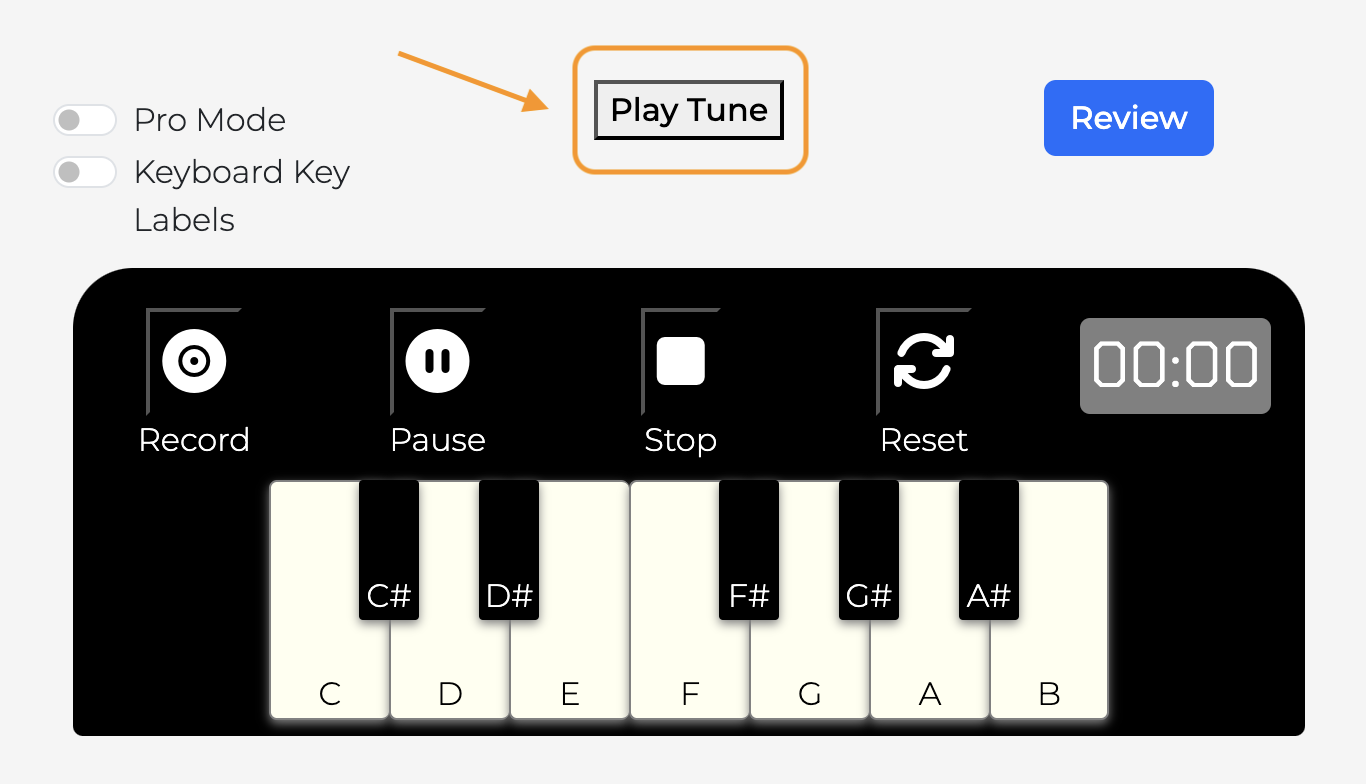 Play Tune
Review
Pro Mode
Keyboard Key
Labels
00:00
Record
Pause
Stop
Reset
C#
D#
F#
G#
A#
C
D
E
F
G
A
B